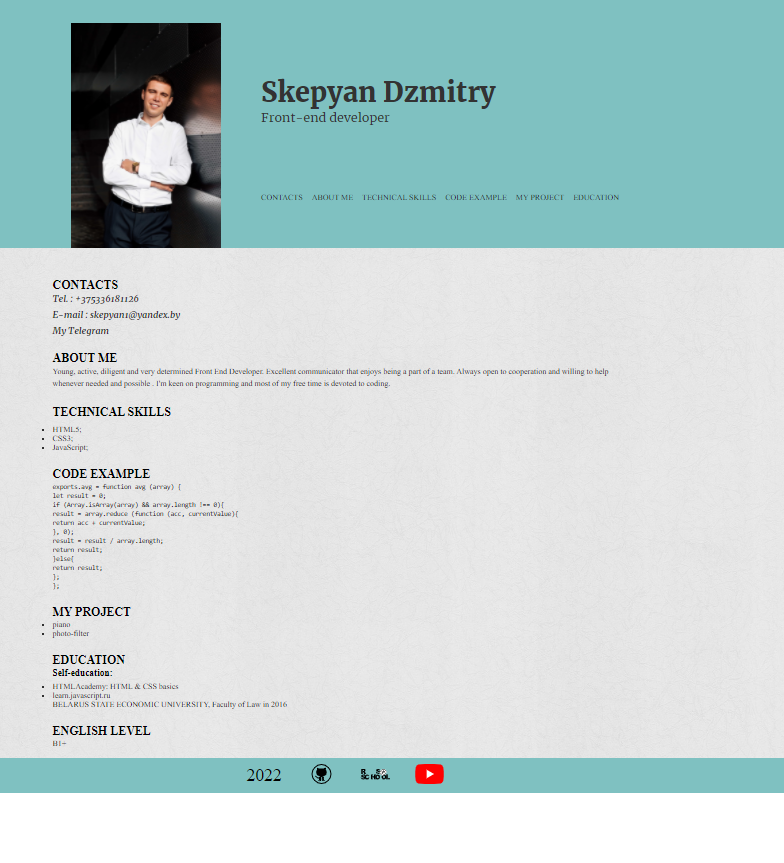 Skepyan Dzmitry
Front-end developer
CONTACTS ABOUT ME TECHNICAL SKILLS CODE EXAMPLE MY PROJECT EDUCATION
CONTACTS
Tel. : +375336181126
E-mail : skepyan1@yandex.by
My Telegram
ABOUT ME
Young, active, diligent and very determined Front End Developer. Excellent communicator that enjoys being a part of a team. Always open to cooperation and willing to help
whenever needed and possible . I'm keen on programming and most of my free time is devoted to coding.
TECHNICAL SKILLS
HTML5;
CSS3;
JavaScript;
CODE EXAMPLE
exports.avg = function avg (array) {
let result = 0;
if (Array.isArray(array) && array.length !== 0){
result = array.reduce (function (acc, currentValue){
return acc + currentValue;
}, 0);
result = result / array.length;
return result;
}else{
return result;
};
};
MY PROJECT
piano
photo-filter
EDUCATION
Self-education:
HTMLAcademy: HTML & CSS basics
learn.javascript.ru
BELARUS STATE ECONOMIC UNIVERSITY, Faculty of Law in 2016
ENGLISH LEVEL
B1+
2022